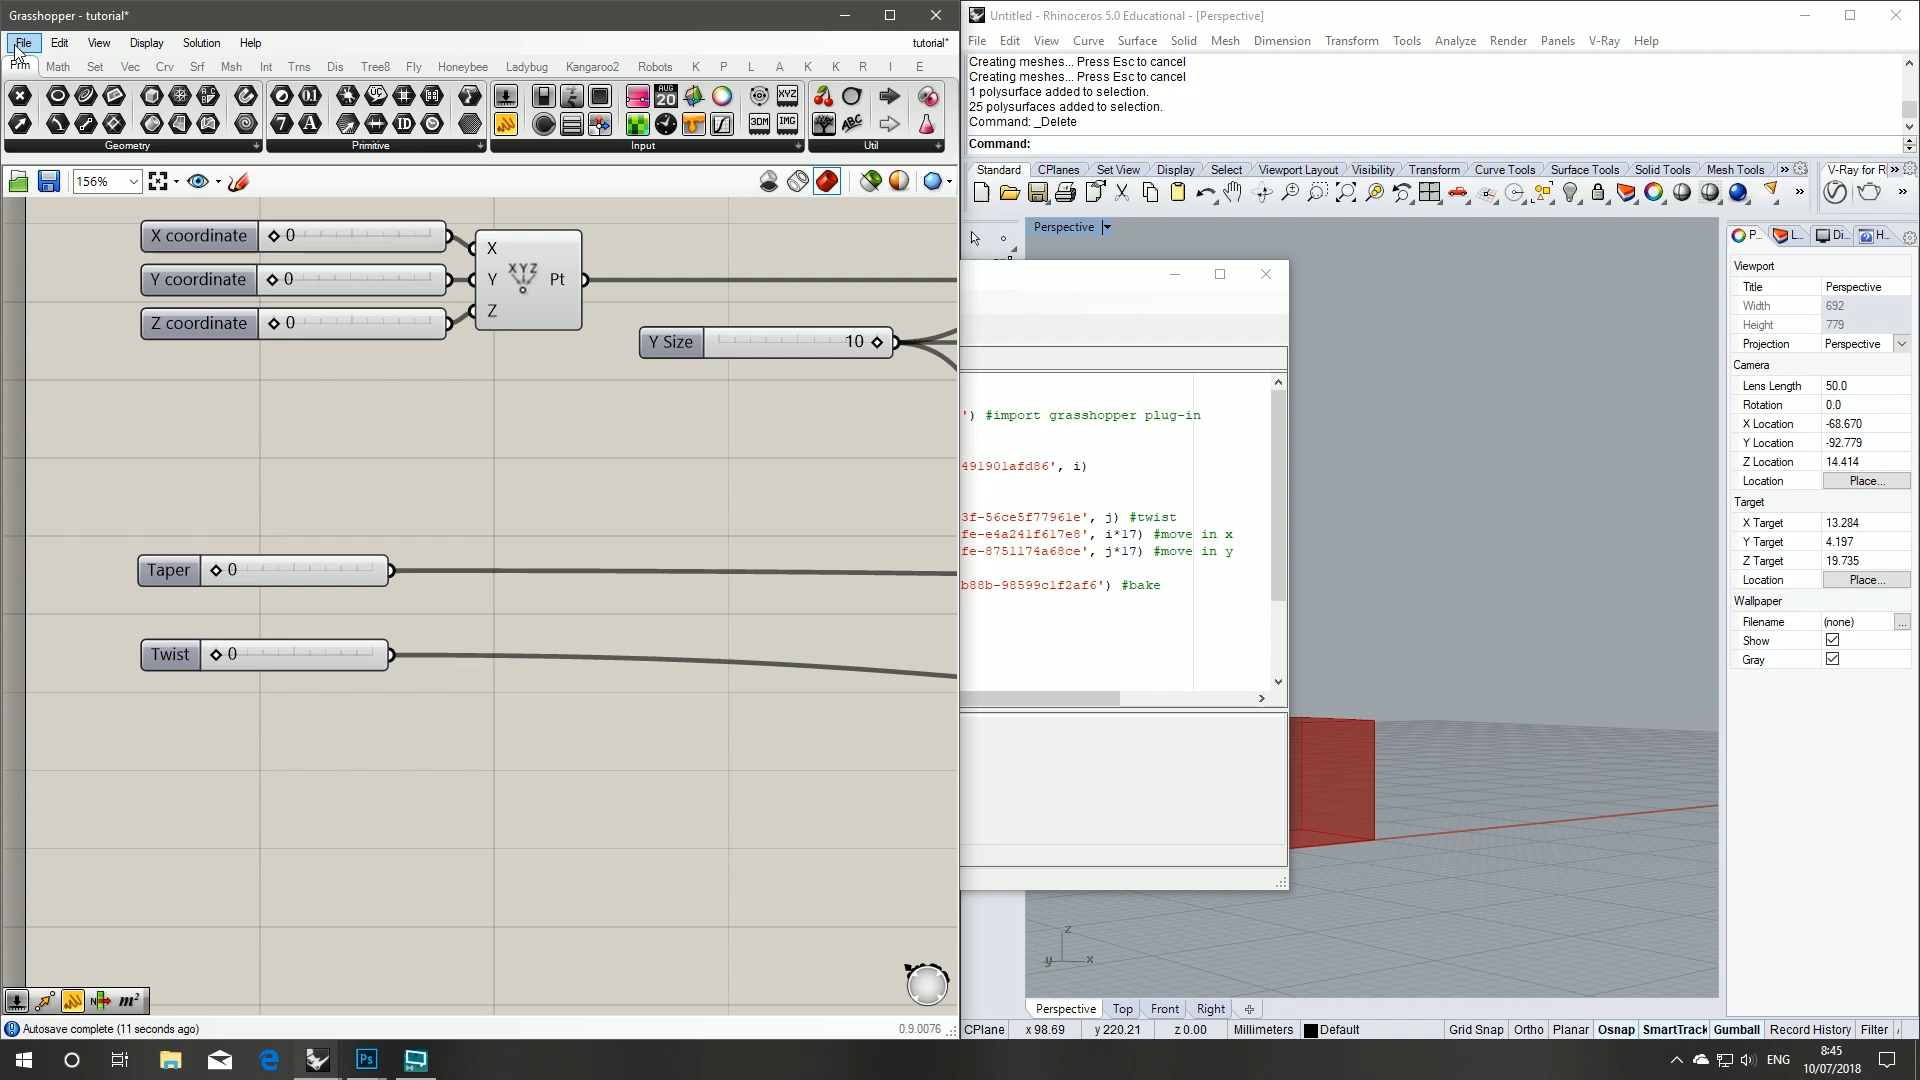 Grasshopper - tutorial*
File Edit View Display Solution Help tutorial*
Prm Math Set Vec Crv Srf Msh Int Trns Dis Tree8 Fly Honeybee Ladybug Kangaroo2 Robots K P L A K K R I E
Geometry Primitive Input Util
156%
X coordinate 0
Y coordinate 0
Z coordinate 0
X
Y
Z
XYZ
Pt
Y Size 10
Taper 0
Twist 0
Autosave complete (11 seconds ago) 0.9.0076
Untitled - Rhinoceros 5.0 Educational - [Perspective]
File Edit View Curve Surface Solid Mesh Dimension Transform Tools Analyze Render Panels V-Ray Help
Creating meshes... Press Esc to cancel
Creating meshes... Press Esc to cancel
1 polysurface added to selection.
25 polysurfaces added to selection.
Command: _Delete
Command:
Standard CPlanes Set View Display Select Viewport Layout Visibility Transform Curve Tools Surface Tools Solid Tools Mesh Tools » V-Ray for R »
Perspective
') #import grasshopper plug-in
491901afd86', i)
3f-56ce5f77961e', j) #twist
fe-e4a241f617e8', i*17) #move in x
fe-8751174a68ce', j*17) #move in y
b88b-98599c1f2af6') #bake
z
y x
P... L... Di... H...
Viewport
Title Perspective
Width 692
Height 779
Projection Perspective
Camera
Lens Length 50.0
Rotation 0.0
X Location -68.670
Y Location -92.779
Z Location 14.414
Location Place...
Target
X Target 13.284
Y Target 4.197
Z Target 19.735
Location Place...
Wallpaper
Filename (none) ...
Show
Gray
Perspective Top Front Right
CPlane x 98.69 y 220.21 z 0.00 Millimeters Default Grid Snap Ortho Planar Osnap SmartTrack Gumball Record History Filter
Ps
ENG
8:45
10/07/2018